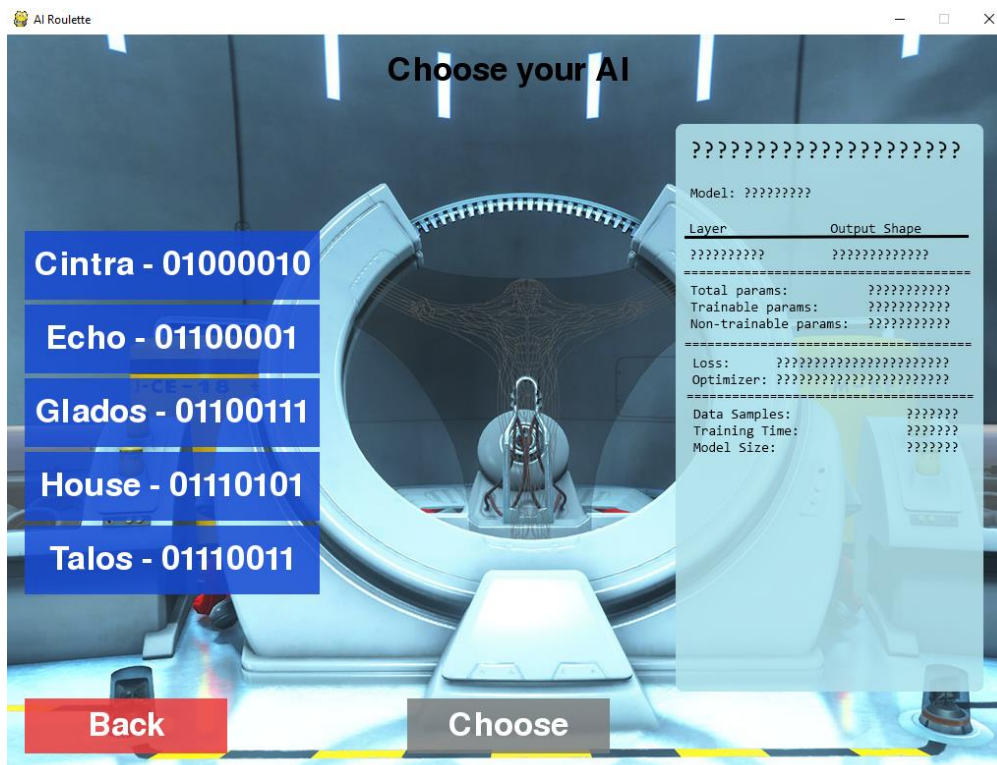 AI Roulette
Choose your AI
Cintra - 01000010
Echo - 01100001
Glados - 01100111
House - 01110101
Talos - 01110011
Back
Choose
?????????????????????
Model: ?????????
Layer Output Shape
?????????? ?????????????
======================================
Total params: ???????????
Trainable params: ???????????
Non-trainable params: ???????????
======================================
Loss: ???????????????????????
Optimizer: ???????????????????????
======================================
Data Samples: ???????
Training Time: ???????
Model Size: ???????